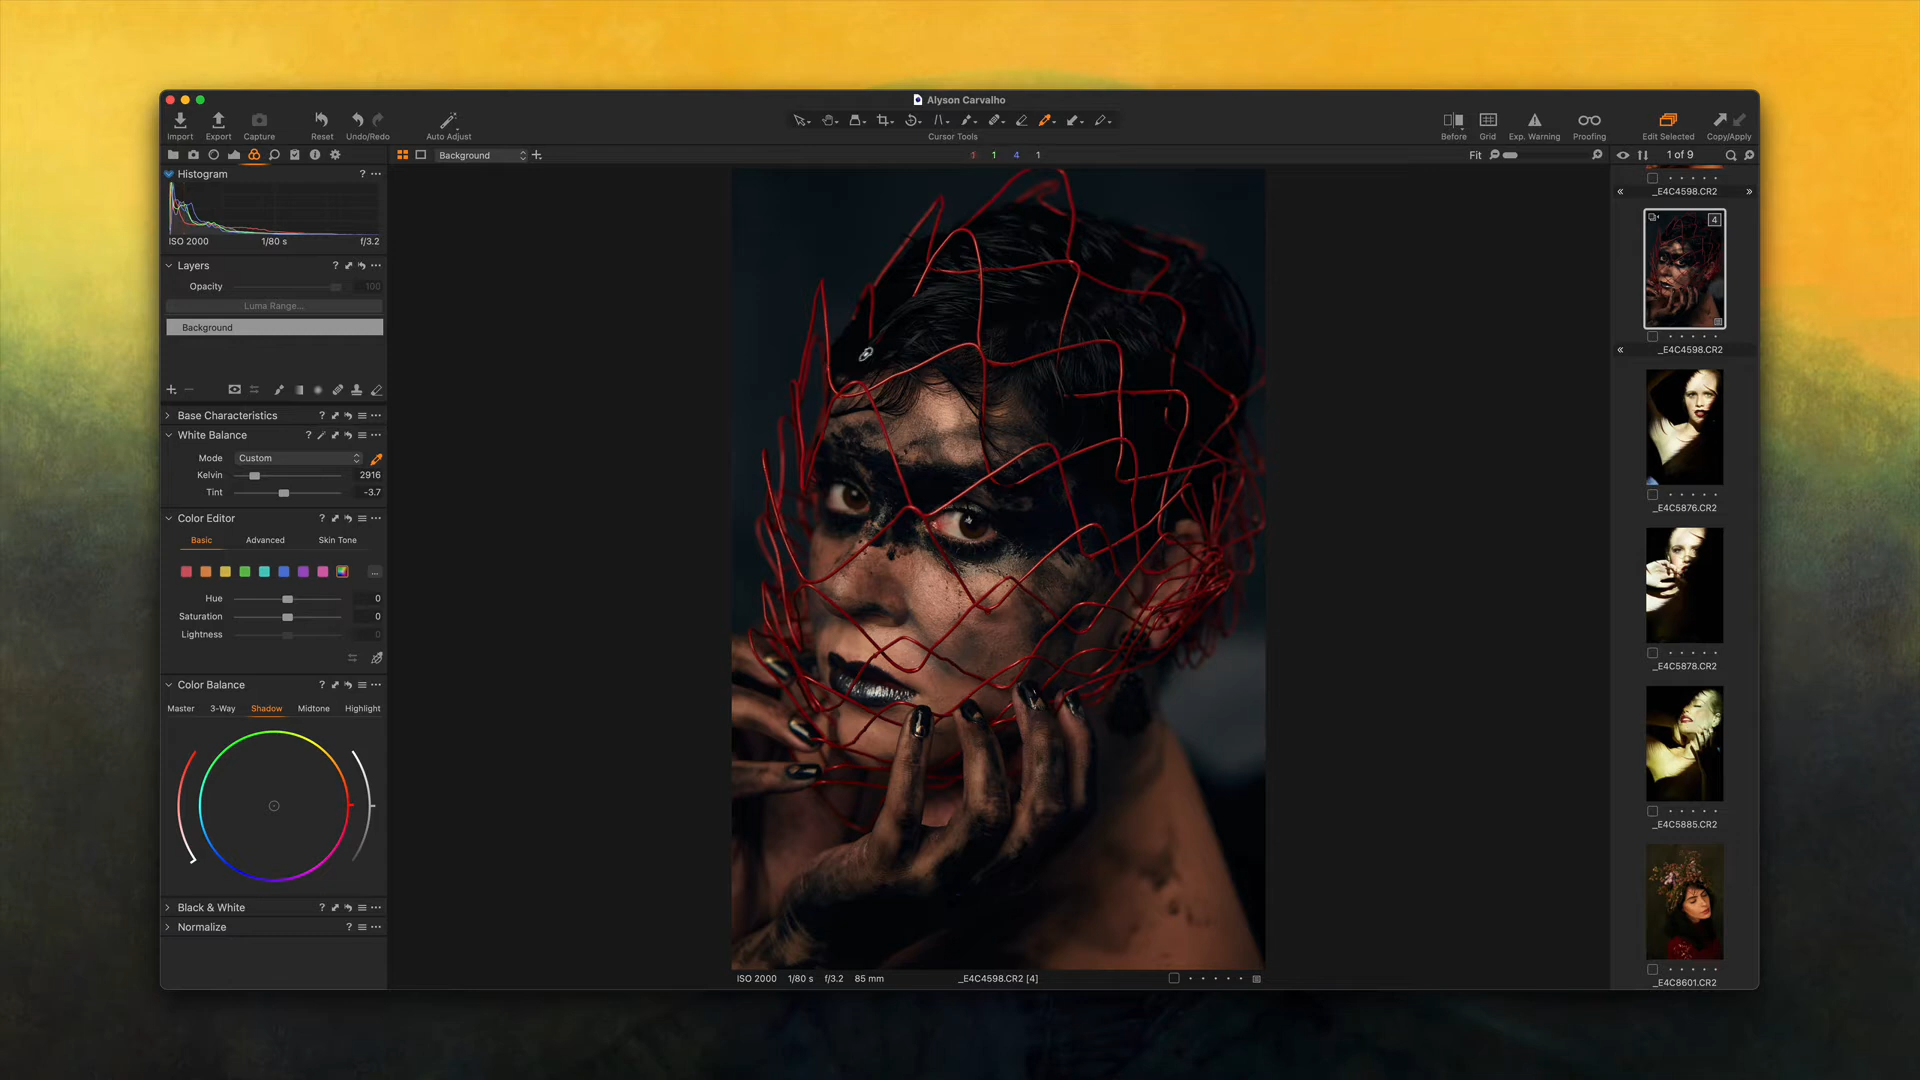 Alyson Carvalho
Import
Export
Capture
Reset
Undo/Redo
Auto Adjust
Cursor Tools
Before
Grid
Exp. Warning
Proofing
Edit Selected
Copy/Apply
Background
1 1 4 1
Fit
1 of 9
Histogram
ISO 2000 1/80 s f/3.2
Layers
Opacity 100
Luma Range...
Background
Base Characteristics
White Balance
Mode Custom
Kelvin 2916
Tint -3.7
Color Editor
Basic Advanced Skin Tone
Hue 0
Saturation 0
Lightness 0
Color Balance
Master 3-Way Shadow Midtone Highlight
Black & White
Normalize
ISO 2000 1/80 s f/3.2 85 mm _E4C4598.CR2 [4]
_E4C4598.CR2
4
_E4C4598.CR2
_E4C5876.CR2
_E4C5878.CR2
_E4C5885.CR2
_E4C8601.CR2